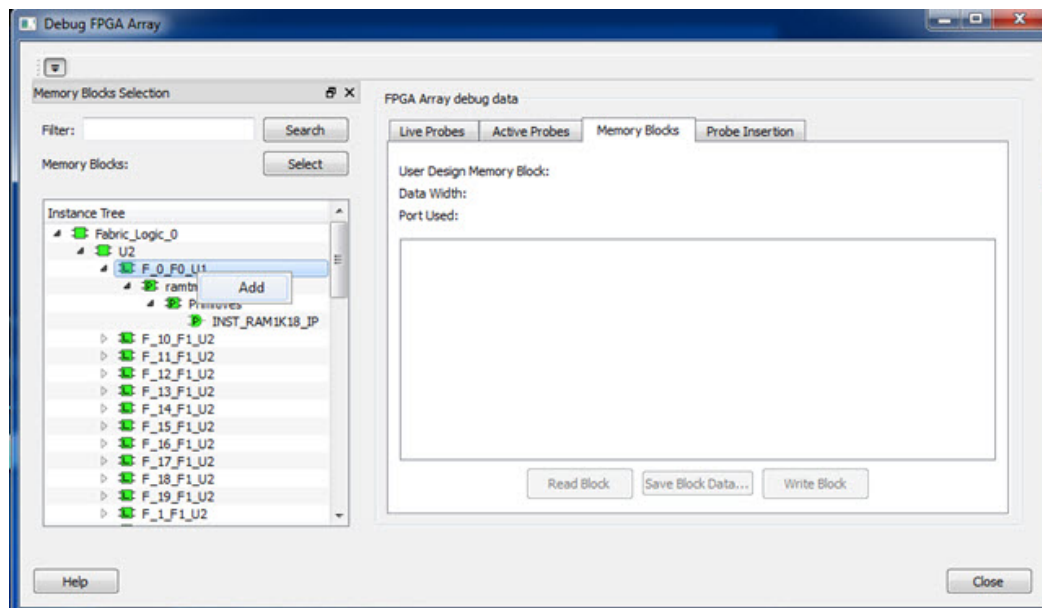 Debug FPGA Array
Memory Blocks Selection
Filter:
Search
Memory Blocks:
Select
Instance Tree
Fabric_Logic_0
U2
F_0_F0_U1
Add
Primitives
INST_RAM1K18_IP
F_10_F1_U2
F_11_F1_U2
F_12_F1_U2
F_13_F1_U2
F_14_F1_U2
F_15_F1_U2
F_16_F1_U2
F_17_F1_U2
F_18_F1_U2
F_19_F1_U2
F_1_F1_U2
FPGA Array debug data
Live Probes Active Probes Memory Blocks Probe Insertion
User Design Memory Block:
Data Width:
Port Used:
Read Block Save Block Data... Write Block
Help
Close